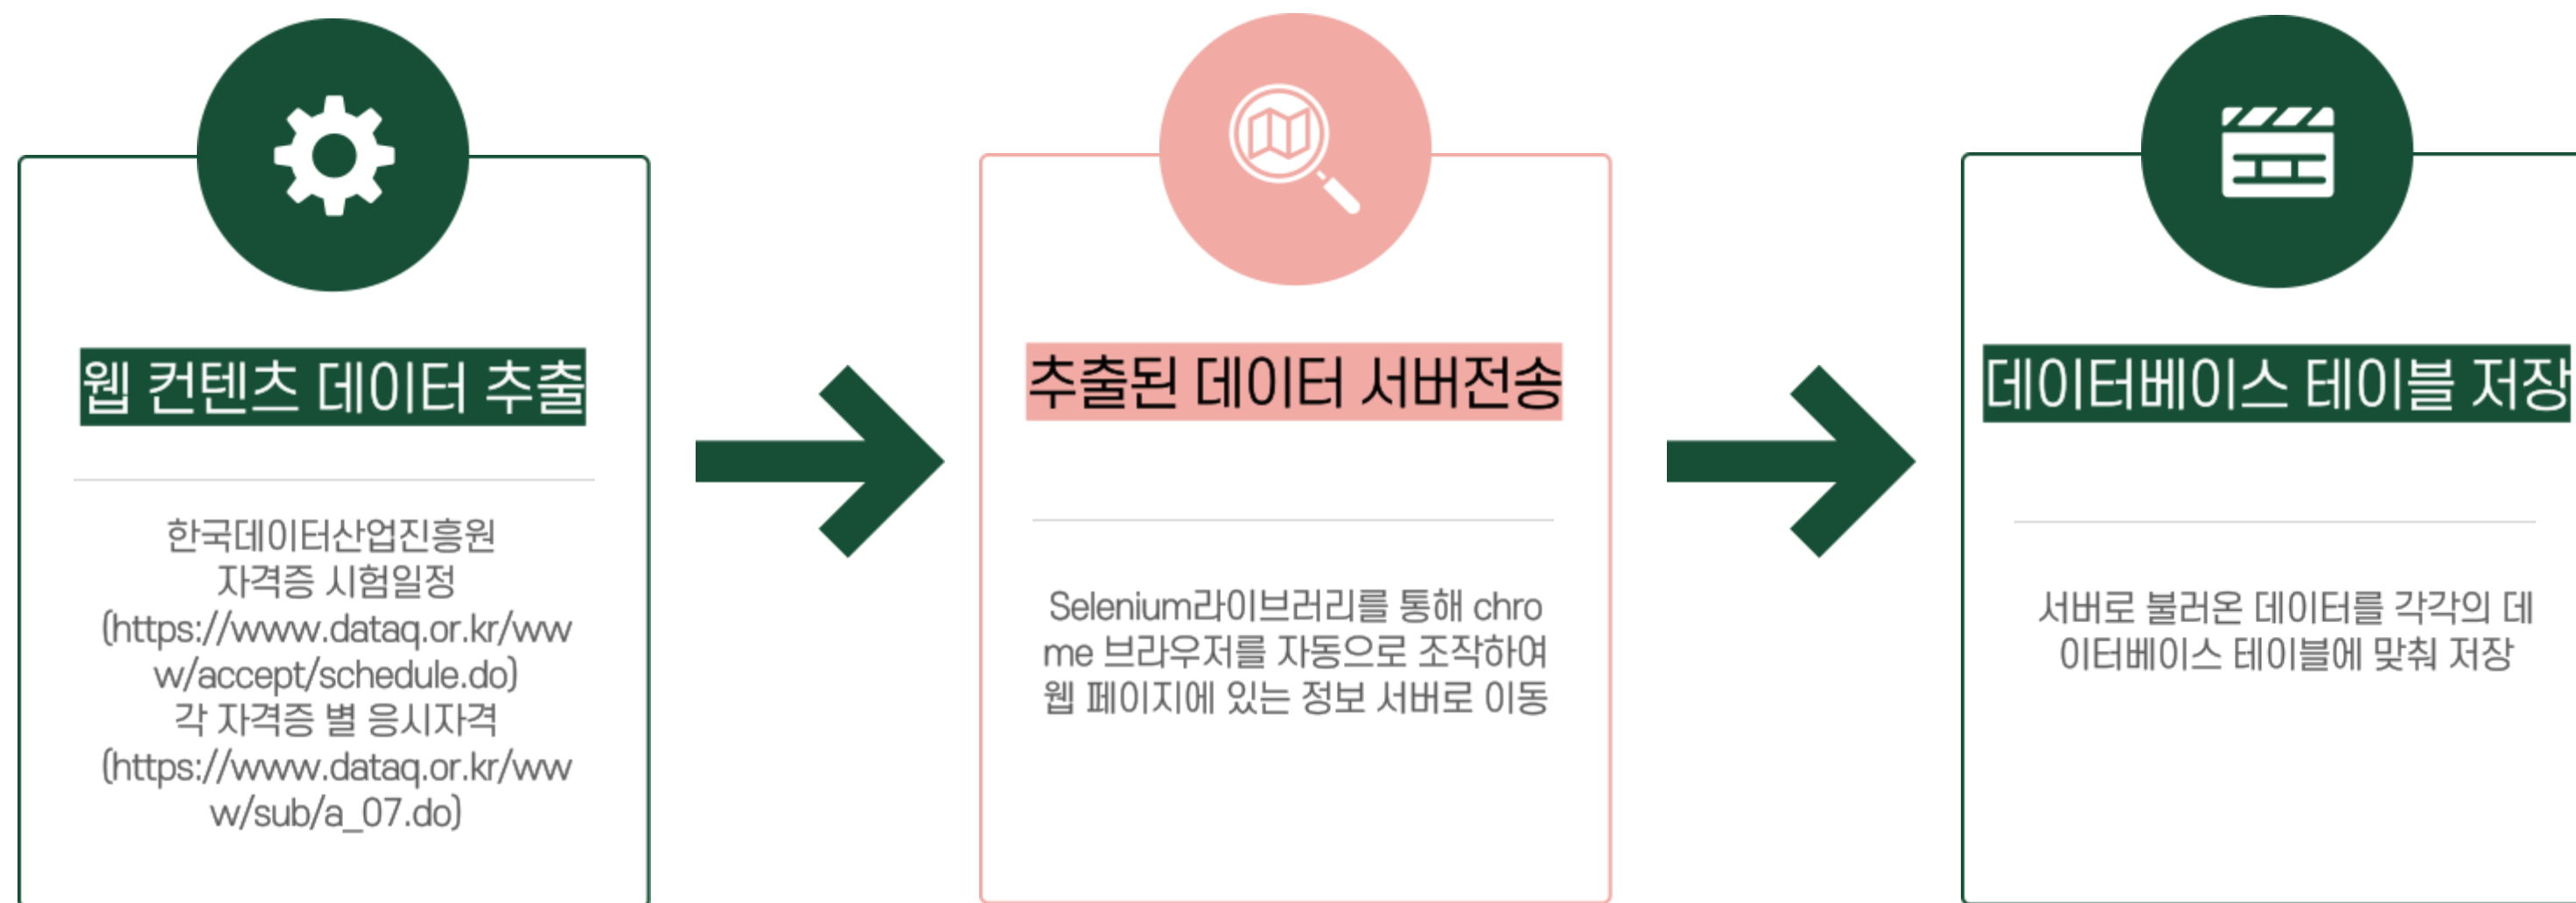 웹 컨텐츠 데이터 추출
한국데이터산업진흥원
자격증 시험일정
(https://www.dataq.or.kr/ww
w/accept/schedule.do)
각 자격증 별 응시자격
(https://www.dataq.or.kr/ww
w/sub/a_07.do)
추출된 데이터 서버전송
Selenium라이브러리를 통해 chro
me 브라우저를 자동으로 조작하여
웹 페이지에 있는 정보 서버로 이동
데이터베이스 테이블 저장
서버로 불러온 데이터를 각각의 데
이터베이스 테이블에 맞춰 저장